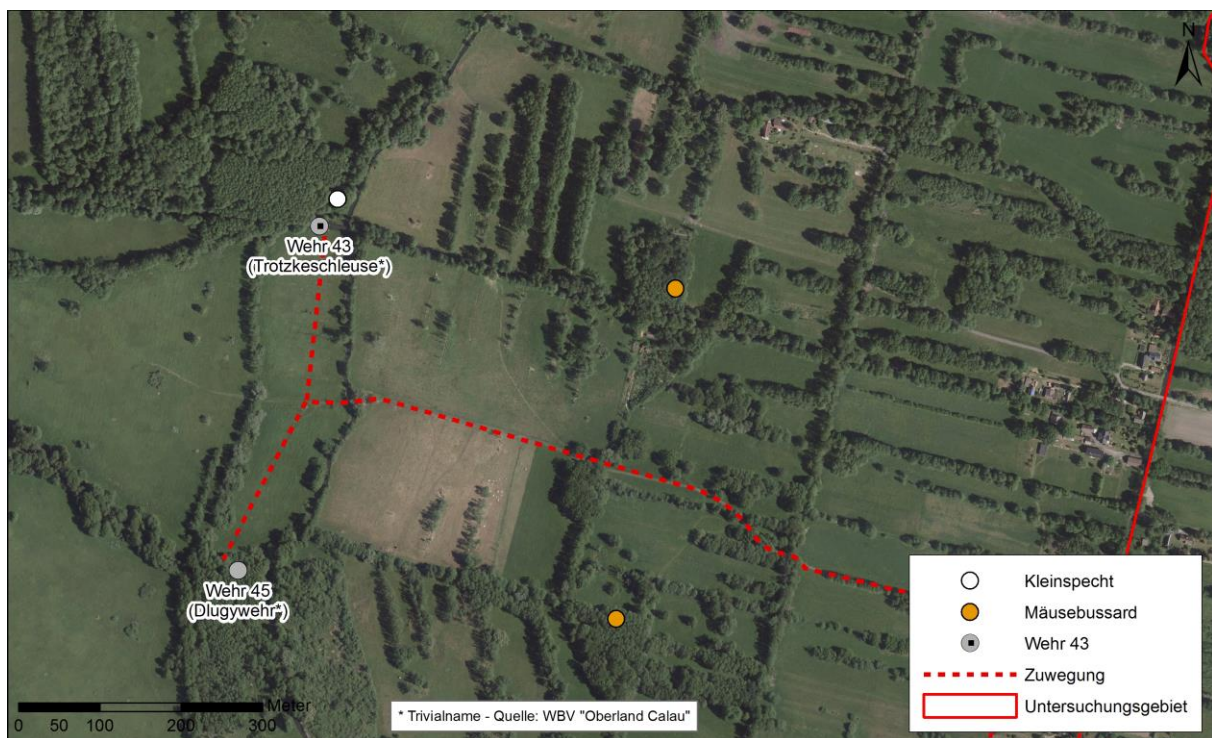 N
Wehr 43
(Trotzkeschleuse*)
Wehr 45
(Dlugywehr*)
Meter
0 50 100 200 300
* Trivialname - Quelle: WBV "Oberland Calau"
Kleinspecht
Mäusebussard
Wehr 43
Zuwegung
Untersuchungsgebiet